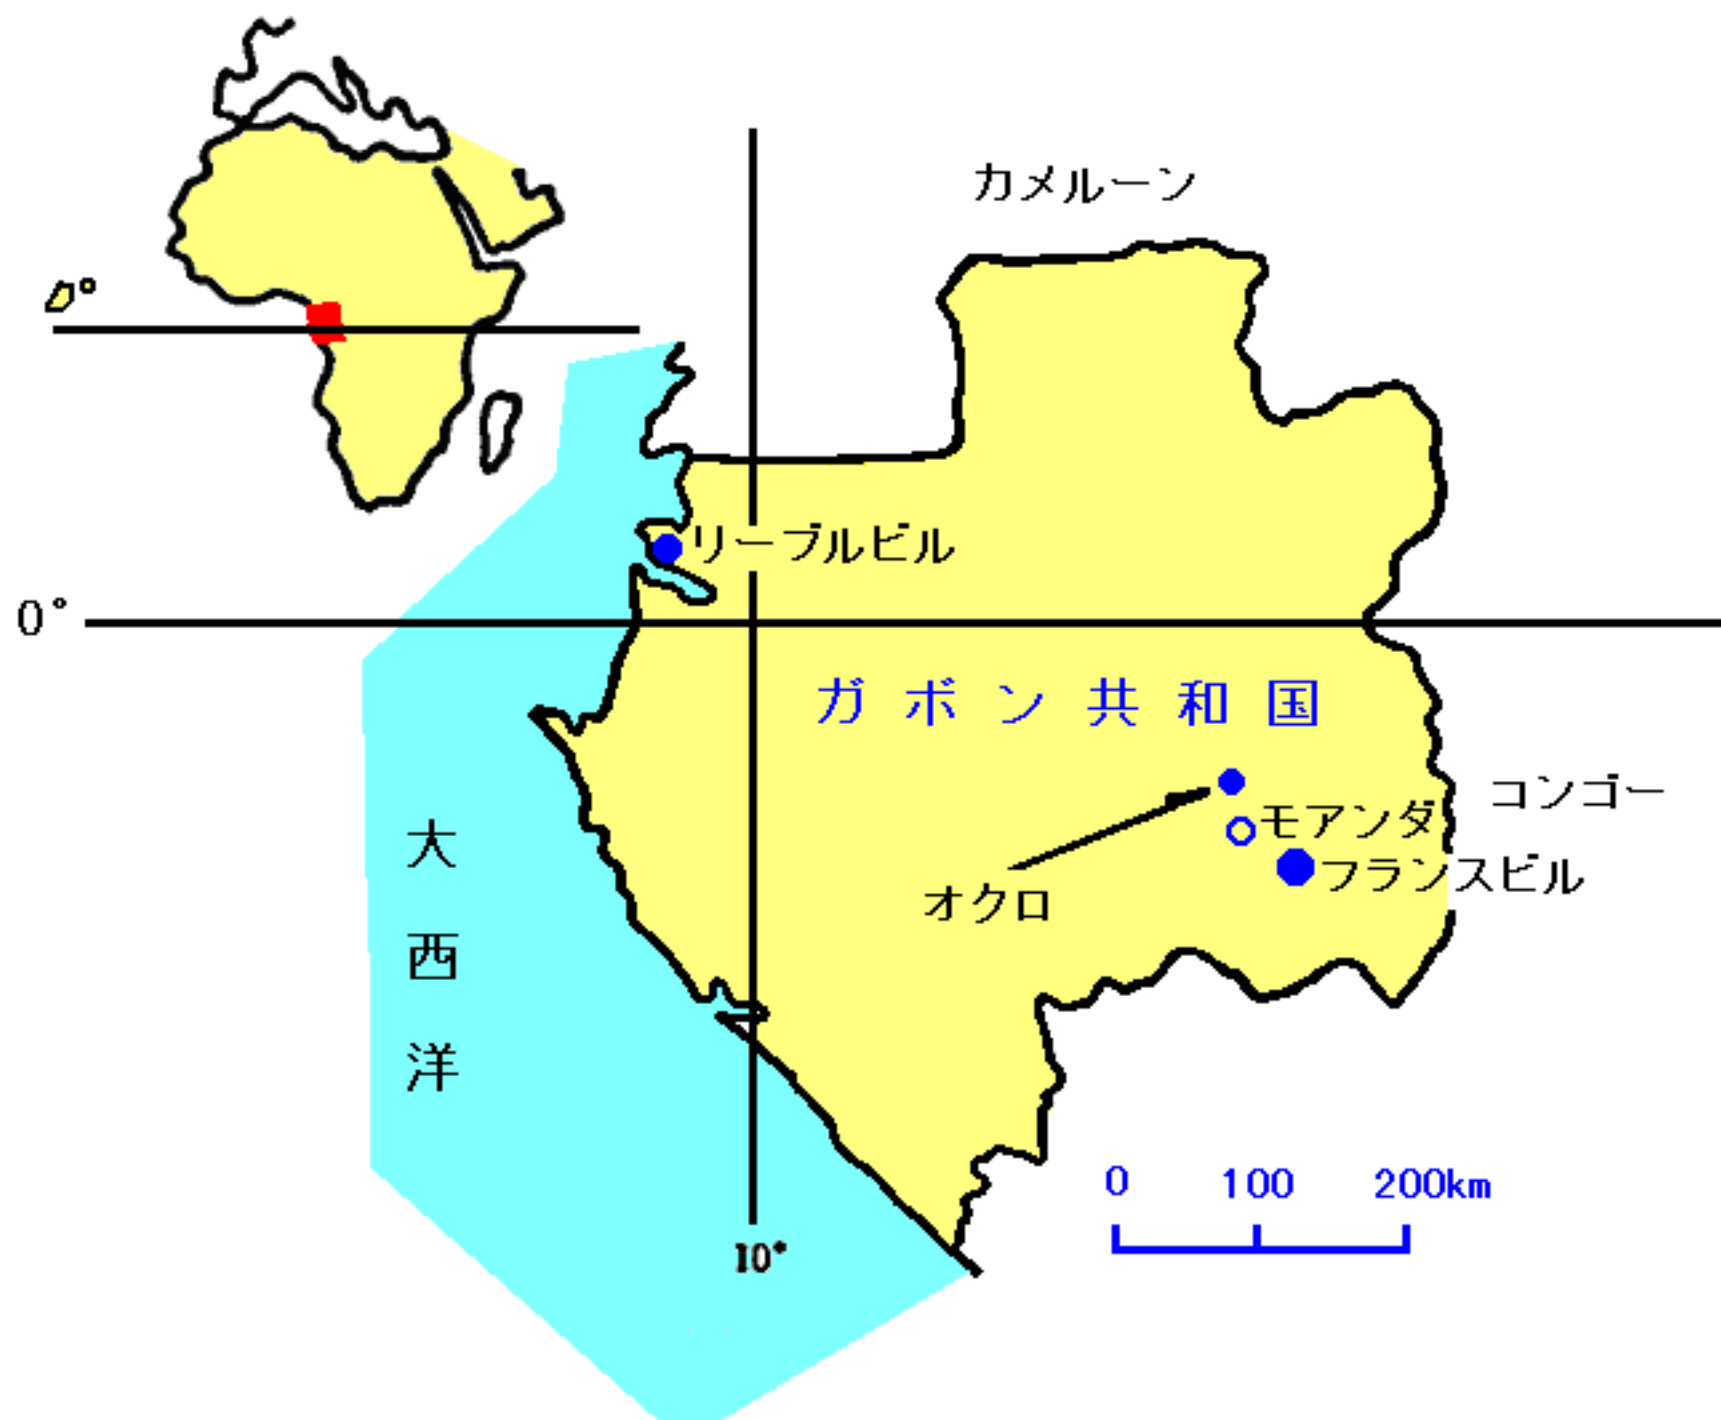 カメルーン
0°
リーブルビル
0°
ガボン共和国
コンゴー
モアンダ
フランスビル
オクロ
大西洋
0 100 200km
10°